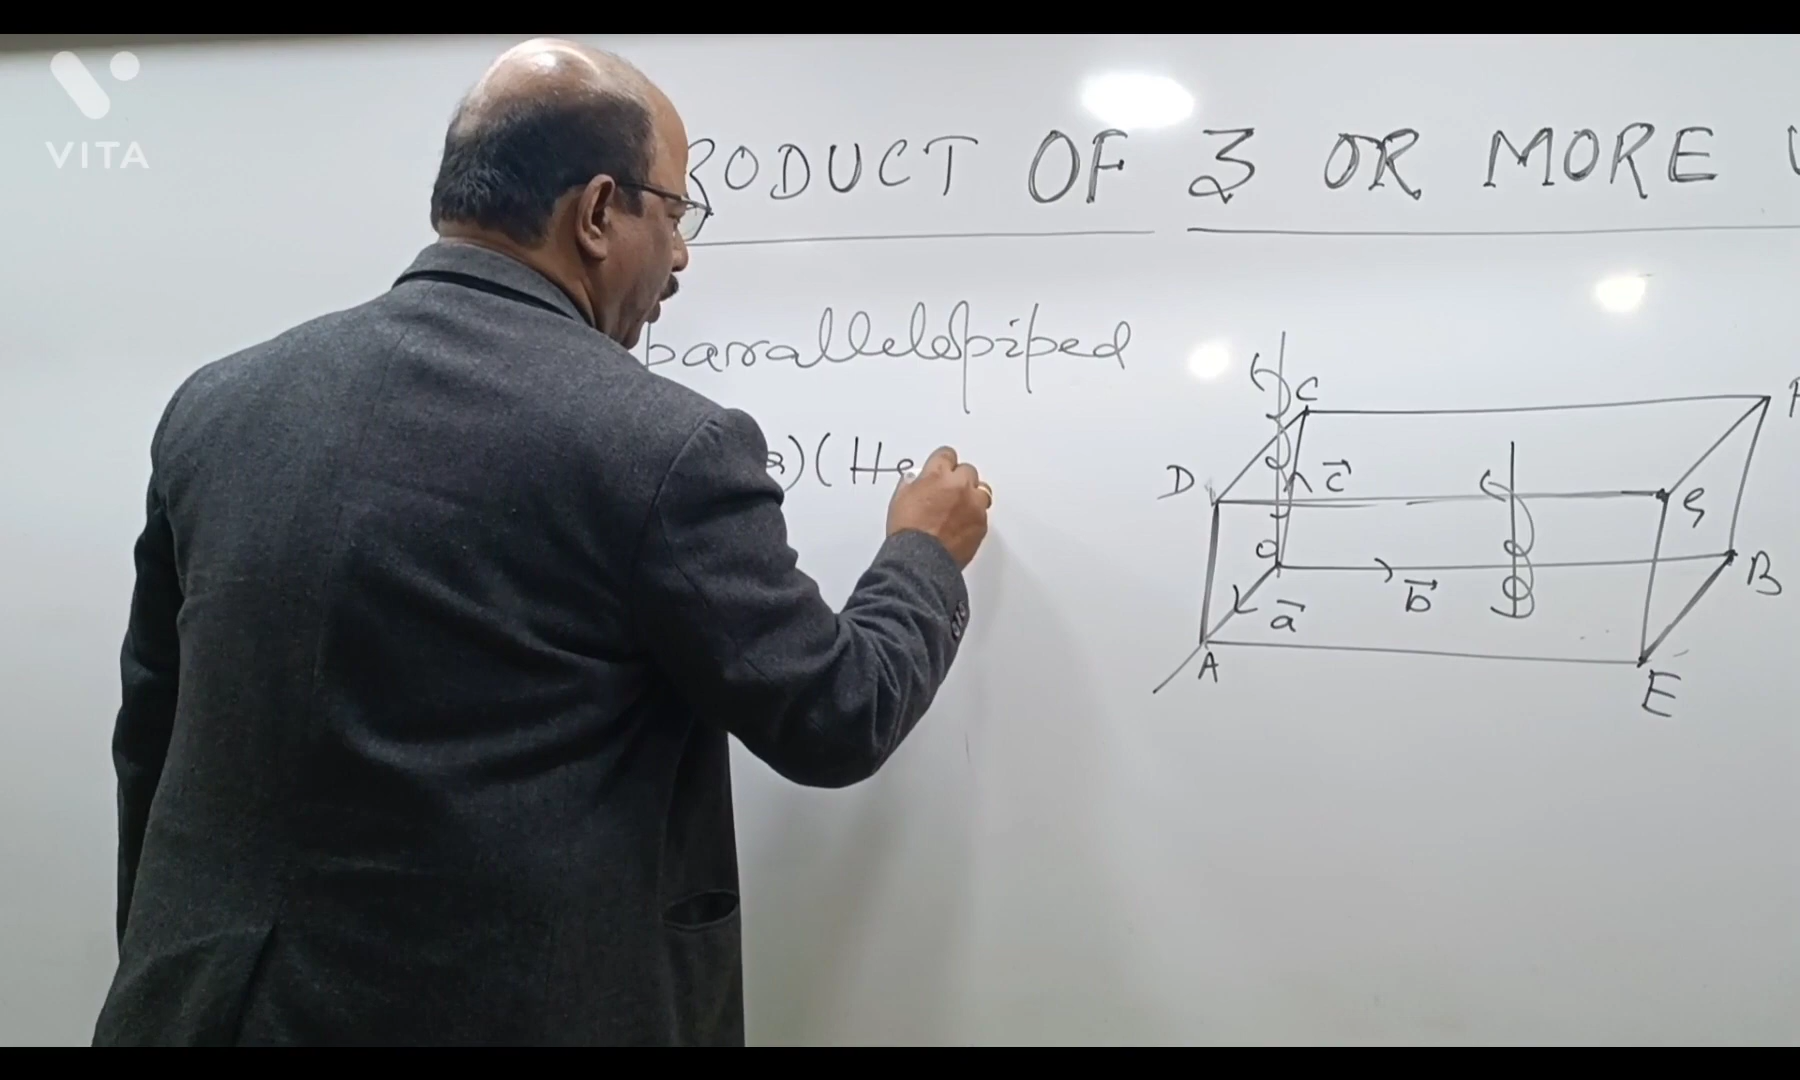 VITA
RODUCT OF 3 OR MORE
parallelopiped
a)(He
C
D
c
G
O
b
B
a
A
E